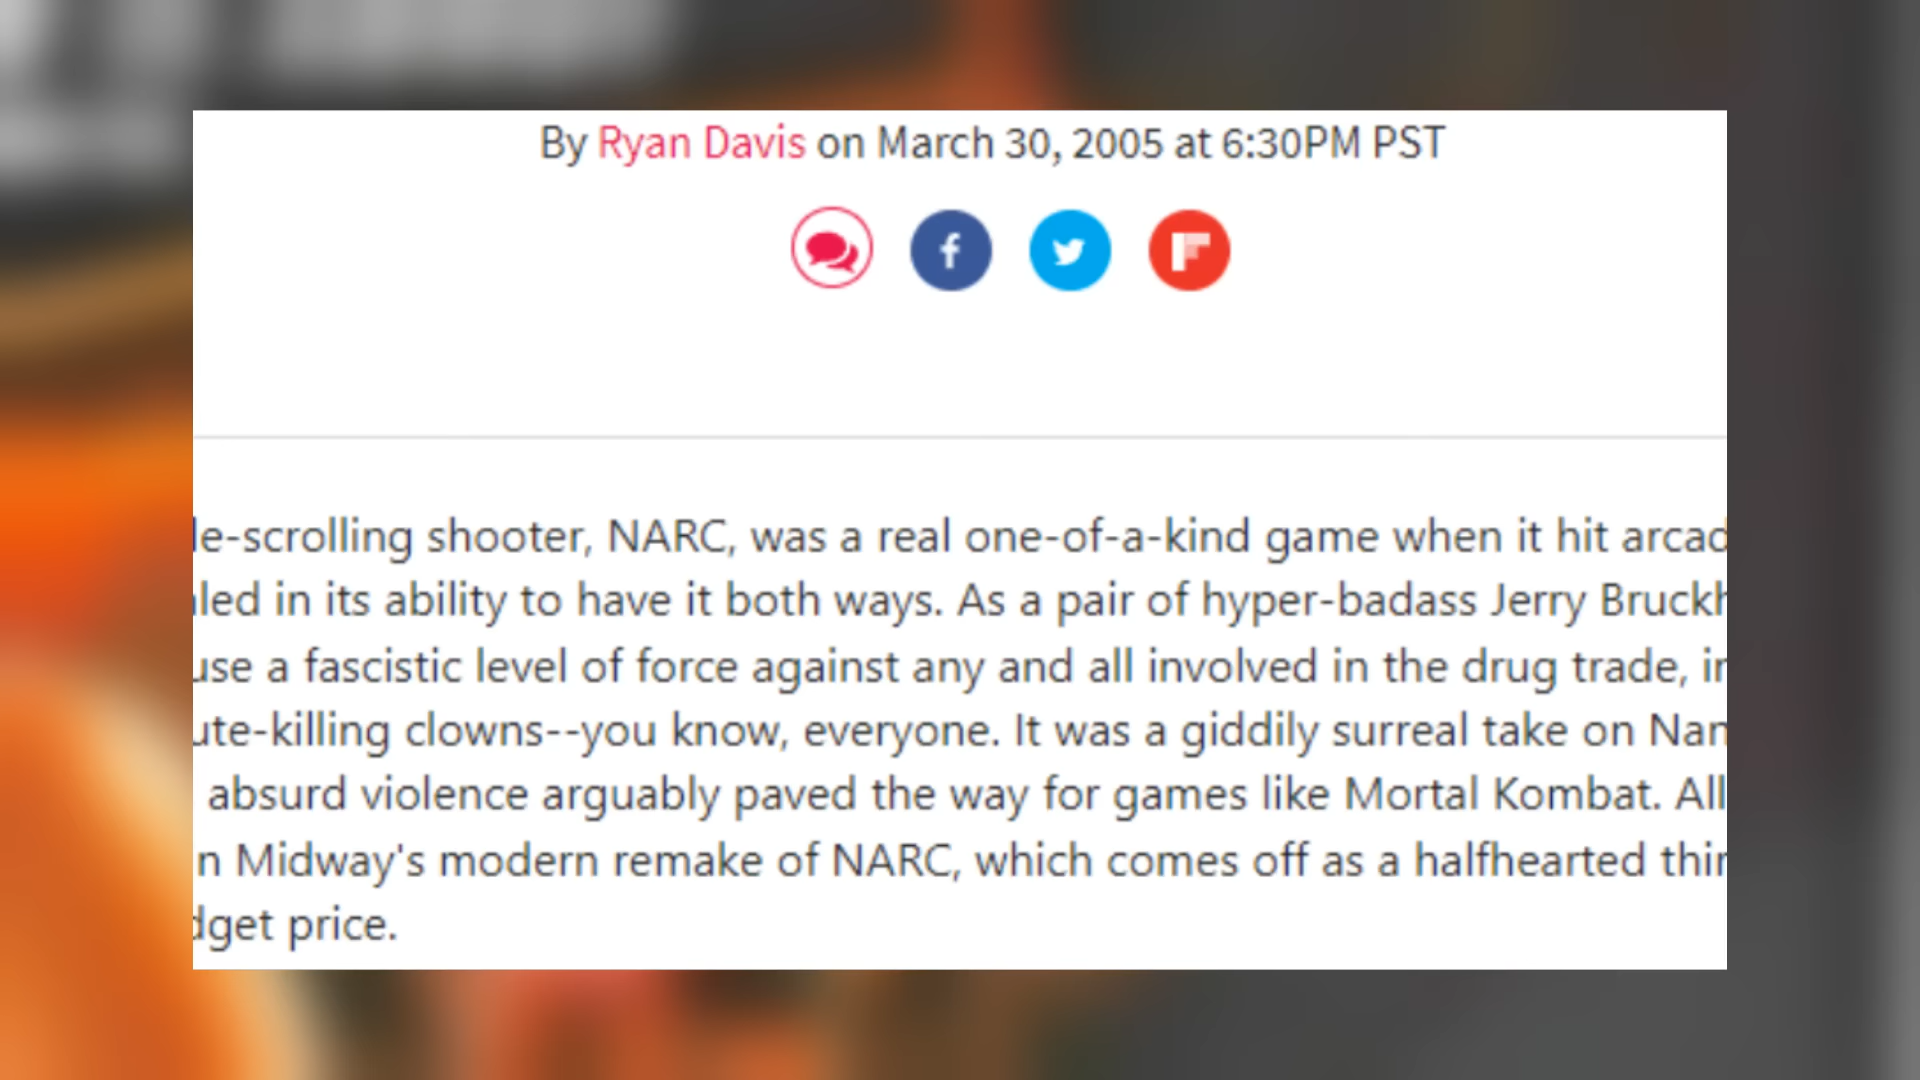 By Ryan Davis on March 30, 2005 at 6:30PM PST
le-scrolling shooter, NARC, was a real one-of-a-kind game when it hit arcad
led in its ability to have it both ways. As a pair of hyper-badass Jerry Bruckh
use a fascistic level of force against any and all involved in the drug trade, in
ute-killing clowns--you know, everyone. It was a giddily surreal take on Nan
absurd violence arguably paved the way for games like Mortal Kombat. All
n Midway's modern remake of NARC, which comes off as a halfhearted thin
dget price.